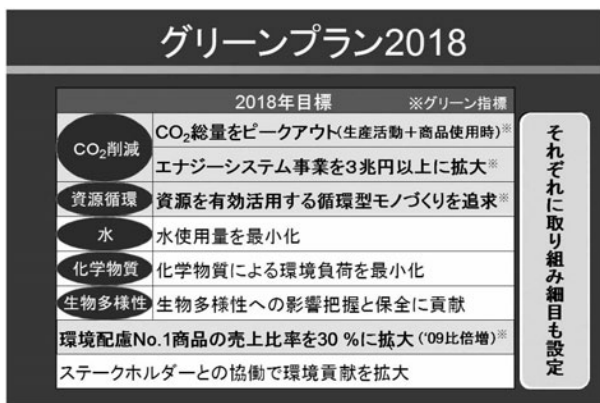 グリーンプラン2018
2018年目標 ※グリーン指標
CO₂削減
CO₂総量をピークアウト(生産活動＋商品使用時)※
エナジーシステム事業を3兆円以上に拡大※
資源循環 資源を有効活用する循環型モノづくりを追求※
水 水使用量を最小化
化学物質 化学物質による環境負荷を最小化
生物多様性 生物多様性への影響把握と保全に貢献
環境配慮No.1商品の売上比率を30 %に拡大('09比倍増)※
ステークホルダーとの協働で環境貢献を拡大
それぞれに取り組み細目も設定